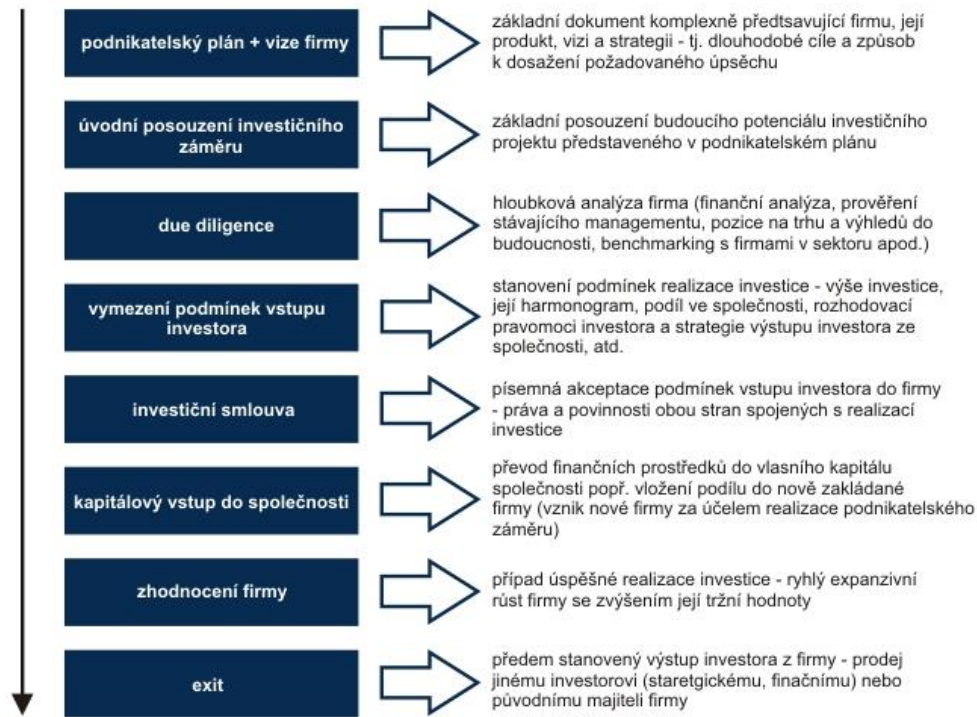 podnikatelský plán + vize firmy
základní dokument komplexně předtsavující firmu, její
produkt, vizi a strategii - tj. dlouhodobé cíle a způsob
k dosažení požadovaného úpsěchu
úvodní posouzení investičního
záměru
základní posouzení budoucího potenciálu investičního
projektu představeného v podnikatelském plánu
due diligence
hloubková analýza firma (finanční analýza, prověření
stávajícího managementu, pozice na trhu a výhledů do
budoucnosti, benchmarking s firmami v sektoru apod.)
vymezení podmínek vstupu
investora
stanovení podmínek realizace investice - výše investice,
její harmonogram, podíl ve společnosti, rozhodovací
pravomoci investora a strategie výstupu investora ze
společnosti, atd.
investiční smlouva
písemná akceptace podmínek vstupu investora do firmy
- práva a povinnosti obou stran spojených s realizací
investice
kapitálový vstup do společnosti
převod finančních prostředků do vlasního kapitálu
společnosti popř. vložení podílu do nově zakládané
firmy (vznik nové firmy za účelem realizace podnikatelského
záměru)
zhodnocení firmy
případ úspěšné realizace investice - ryhlý expanzivní
růst firmy se zvýšením její tržní hodnoty
exit
předem stanovený výstup investora z firmy - prodej
jinému investorovi (staretgickému, finačnímu) nebo
původnímu majiteli firmy